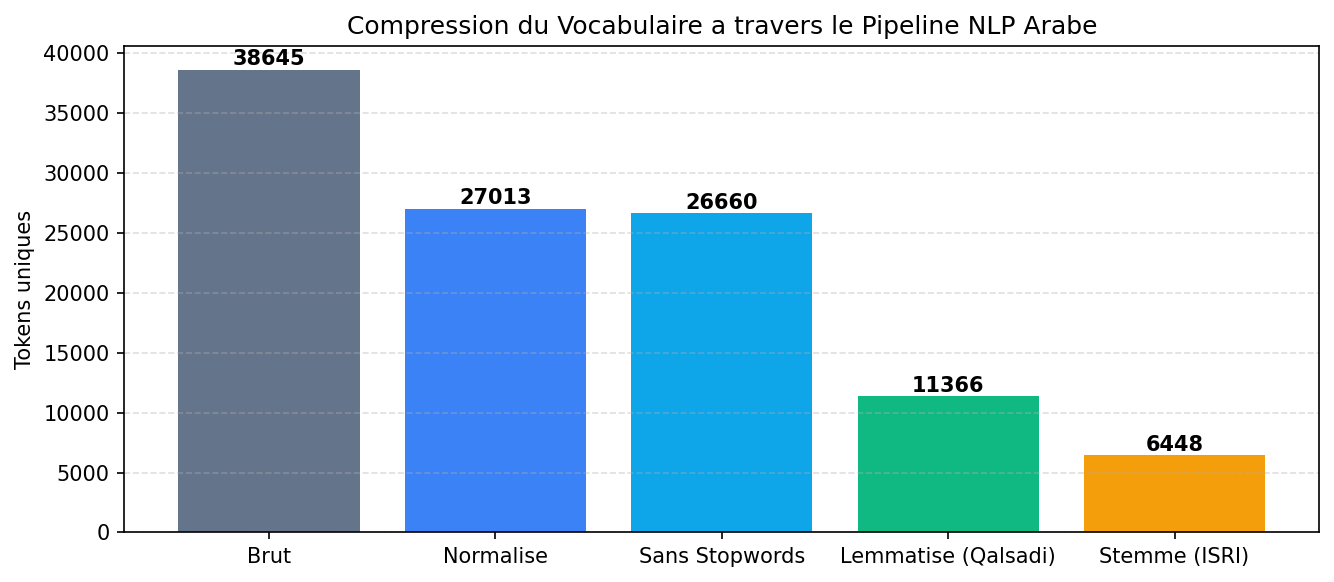 Compression du Vocabulaire a travers le Pipeline NLP Arabe
Tokens uniques
40000
35000
30000
25000
20000
15000
10000
5000
0
38645
27013
26660
11366
6448
Brut
Normalise
Sans Stopwords
Lemmatise (Qalsadi)
Stemme (ISRI)